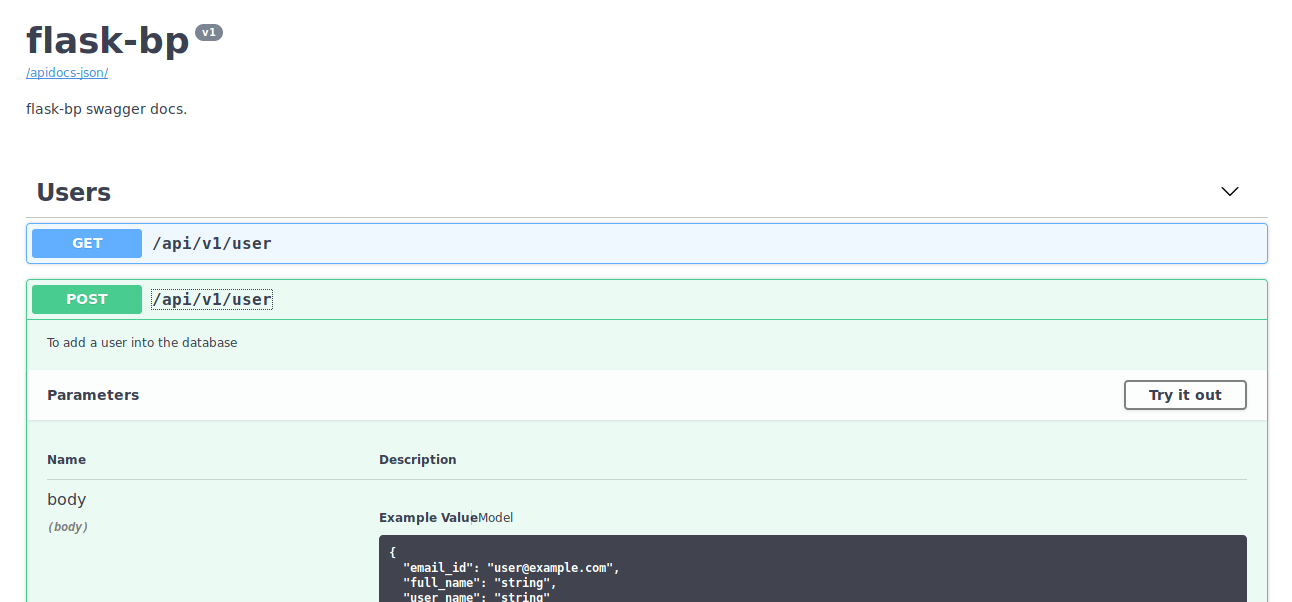 flask-bp v1
/apidocs-json/
flask-bp swagger docs.
Users
GET /api/v1/user
POST /api/v1/user
To add a user into the database
Parameters Try it out
Name Description
body
(body)
Example Value Model
{
"email_id": "user@example.com",
"full_name": "string",
"user_name": "string"